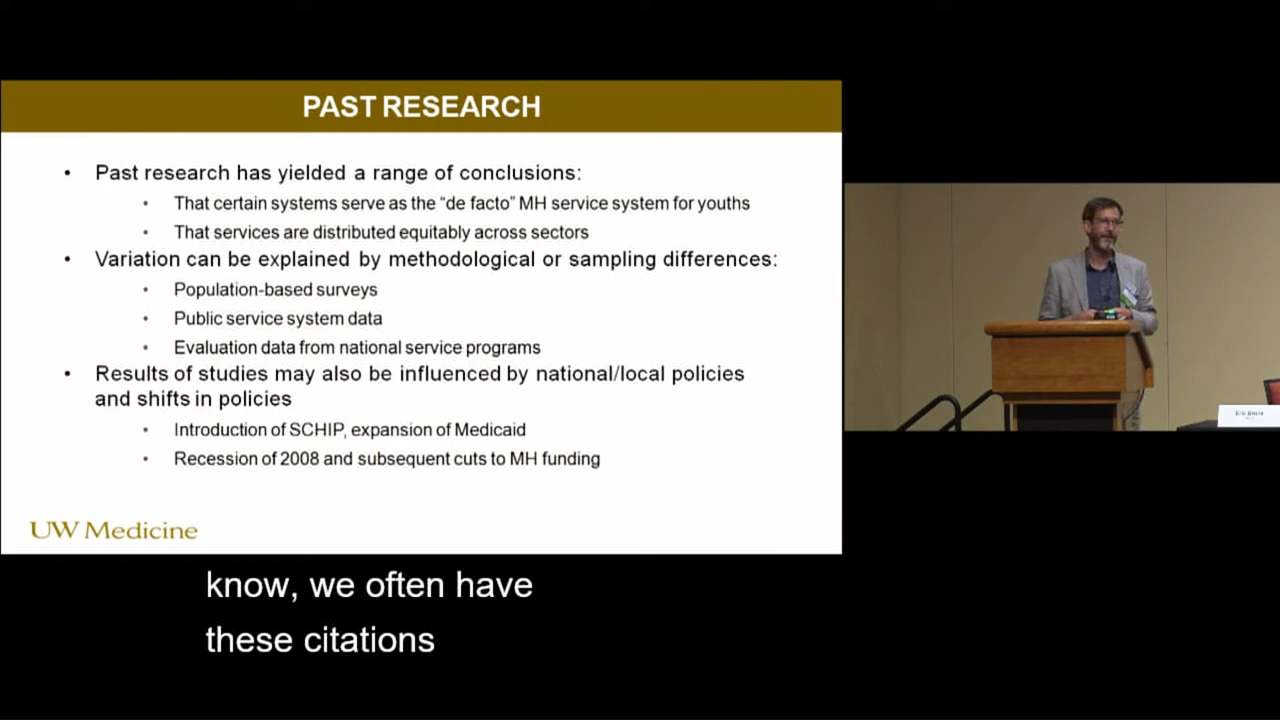 PAST RESEARCH
• Past research has yielded a range of conclusions:
• That certain systems serve as the “de facto” MH service system for youths
• That services are distributed equitably across sectors
• Variation can be explained by methodological or sampling differences:
• Population-based surveys
• Public service system data
• Evaluation data from national service programs
• Results of studies may also be influenced by national/local policies
and shifts in policies
• Introduction of SCHIP, expansion of Medicaid
• Recession of 2008 and subsequent cuts to MH funding
UW Medicine
know, we often have
these citations